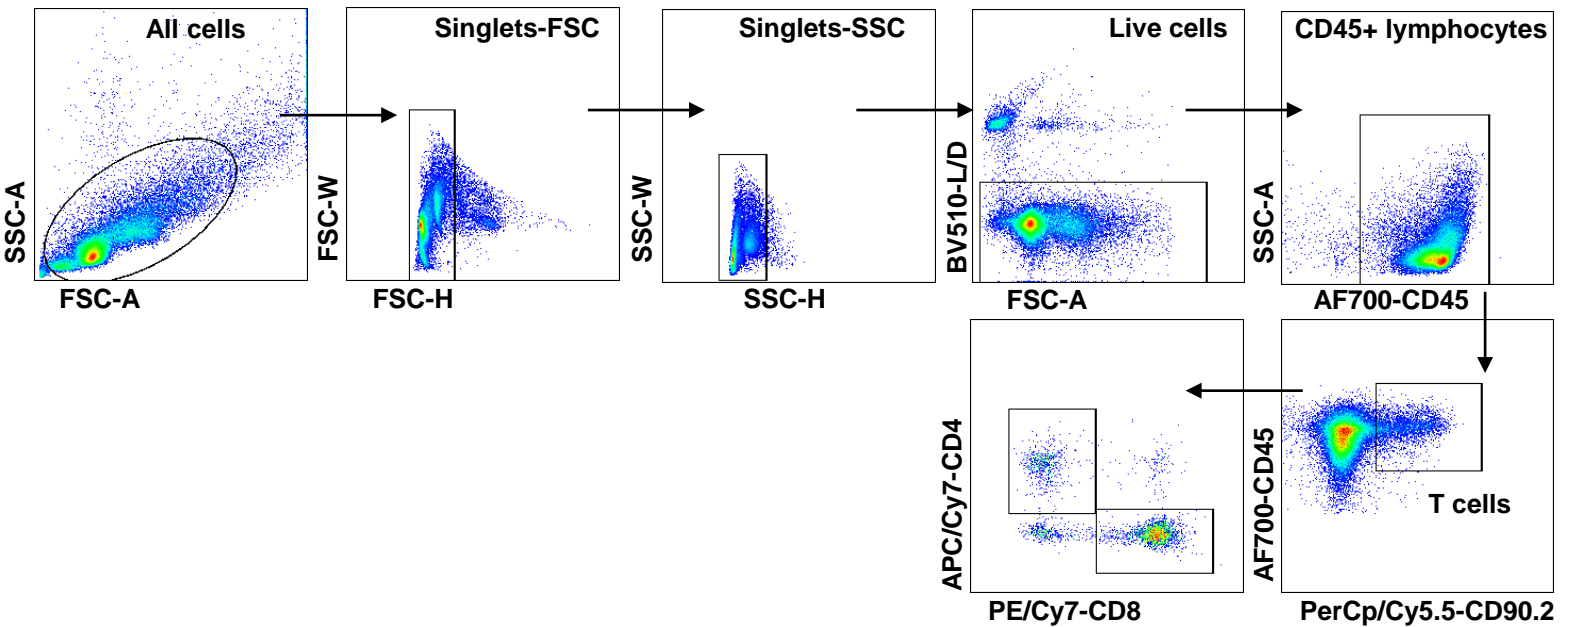 All cells
SSC-A
FSC-A
Singlets-FSC
FSC-W
FSC-H
Singlets-SSC
SSC-W
SSC-H
Live cells
BV510-L/D
FSC-A
CD45+ lymphocytes
SSC-A
AF700-CD45
AF700-CD45
T cells
PerCp/Cy5.5-CD90.2
APC/Cy7-CD4
PE/Cy7-CD8